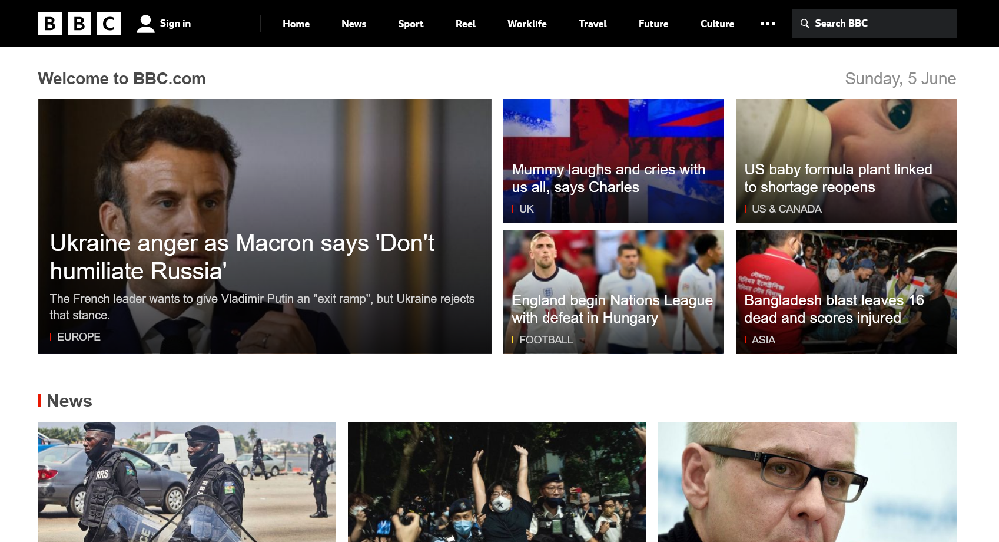 BBC
Sign in
Home
News
Sport
Reel
Worklife
Travel
Future
Culture
Search BBC
Welcome to BBC.com
Sunday, 5 June
Ukraine anger as Macron says 'Don't
humiliate Russia'
The French leader wants to give Vladimir Putin an "exit ramp", but Ukraine rejects
that stance.
EUROPE
Mummy laughs and cries with
us all, says Charles
UK
US baby formula plant linked
to shortage reopens
US & CANADA
England begin Nations League
with defeat in Hungary
FOOTBALL
Bangladesh blast leaves 16
dead and scores injured
ASIA
News
RRS